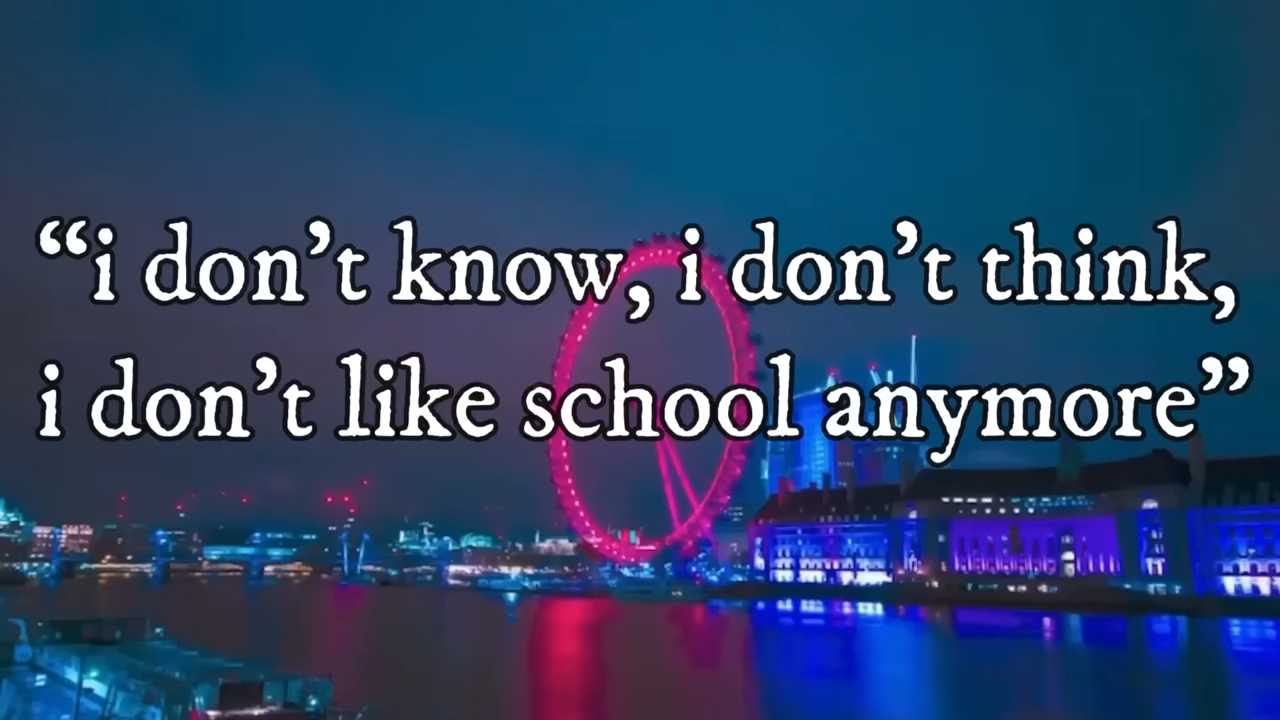 “i don’t know, i don’t think,
i don’t like school anymore”